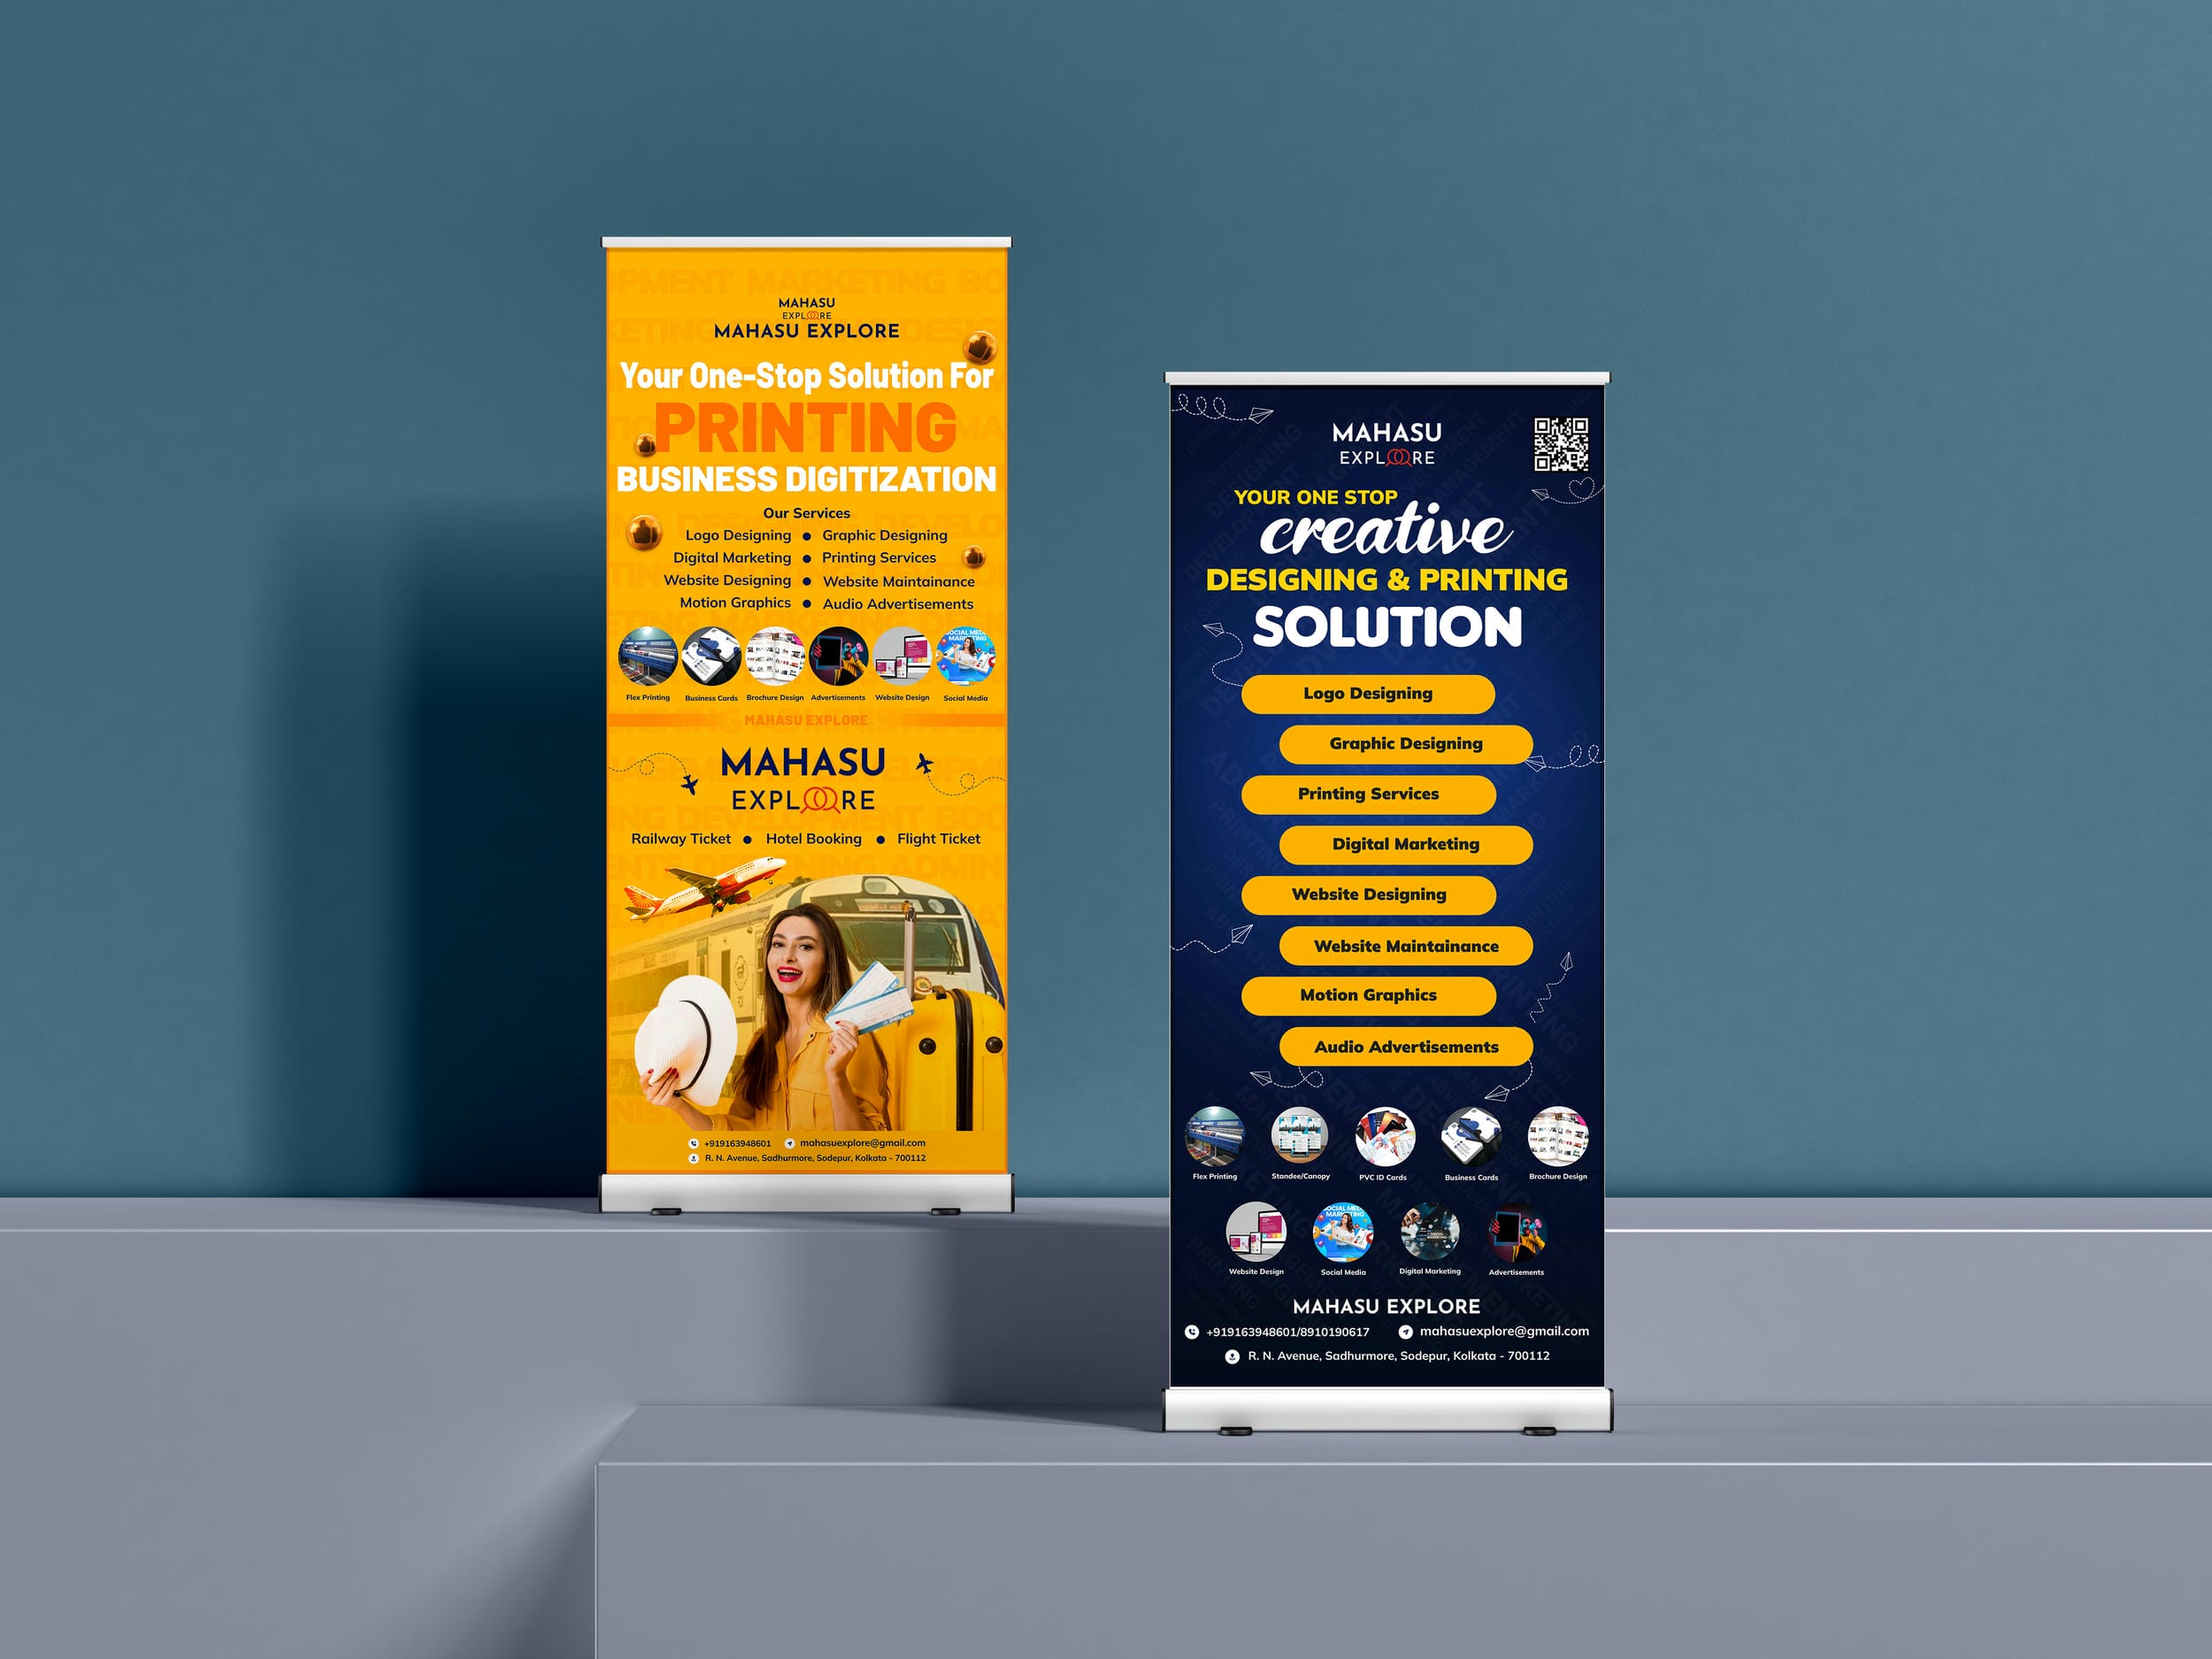 MAHASU
EXPLORE
MAHASU EXPLORE
Your One-Stop Solution For
PRINTING
BUSINESS DIGITIZATION
Our Services
Logo Designing ● Graphic Designing
Digital Marketing ● Printing Services
Website Designing ● Website Maintainance
Motion Graphics ● Audio Advertisements
Flex Printing Business Cards Brochure Design Advertisements Website Design Social Media
MAHASU EXPLORE
MAHASU
EXPLORE
Railway Ticket ● Hotel Booking ● Flight Ticket
+919163948601 mahasuexplore@gmail.com
R. N. Avenue, Sadhurmore, Sodepur, Kolkata - 700112
MAHASU
EXPLORE
YOUR ONE STOP
creative
DESIGNING & PRINTING
SOLUTION
Logo Designing
Graphic Designing
Printing Services
Digital Marketing
Website Designing
Website Maintainance
Motion Graphics
Audio Advertisements
Flex Printing Standee/Canopy PVC ID Cards Business Cards Brochure Design
Website Design Social Media Digital Marketing Advertisements
MAHASU EXPLORE
+919163948601/8910190617 mahasuexplore@gmail.com
R. N. Avenue, Sadhurmore, Sodepur, Kolkata - 700112